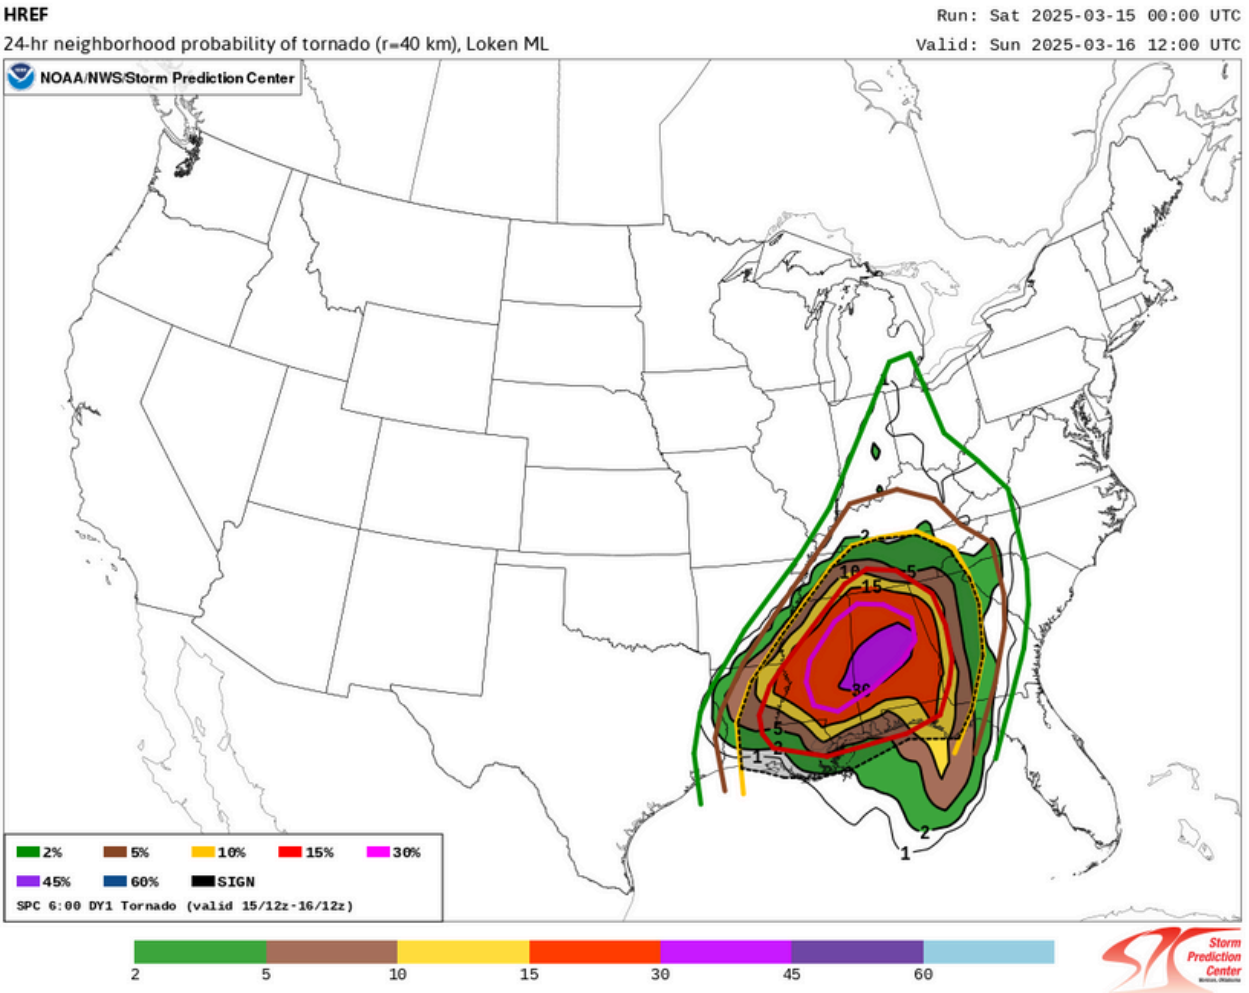 HREF
Run: Sat 2025-03-15 00:00 UTC
24-hr neighborhood probability of tornado (r=40 km), Loken ML
Valid: Sun 2025-03-16 12:00 UTC
NOAA/NWS/Storm Prediction Center
1
2
10
5
15
30
5
2
1
2
1
2% 5% 10% 15% 30%
45% 60% SIGN
SPC 6:00 DY1 Tornado (valid 15/12z-16/12z)
2 5 10 15 30 45 60
Storm
Prediction
Center
Norman, Oklahoma